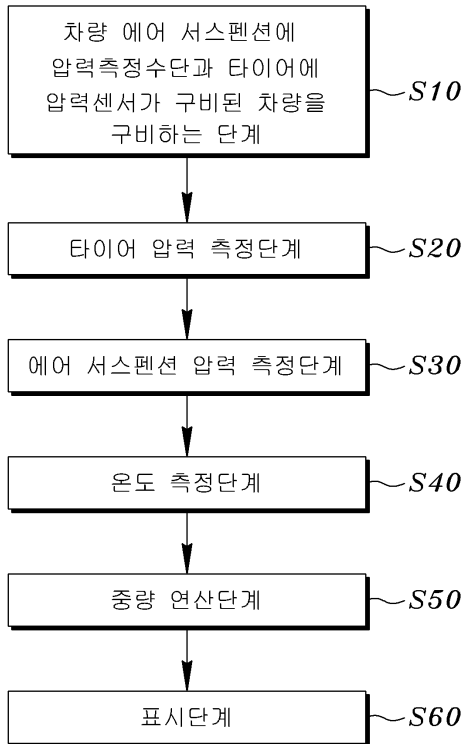 차량 에어 서스펜션에
압력측정수단과 타이어에
압력센서가 구비된 차량을
구비하는 단계
S10
타이어 압력 측정단계
S20
에어 서스펜션 압력 측정단계
S30
온도 측정단계
S40
중량 연산단계
S50
표시단계
S60